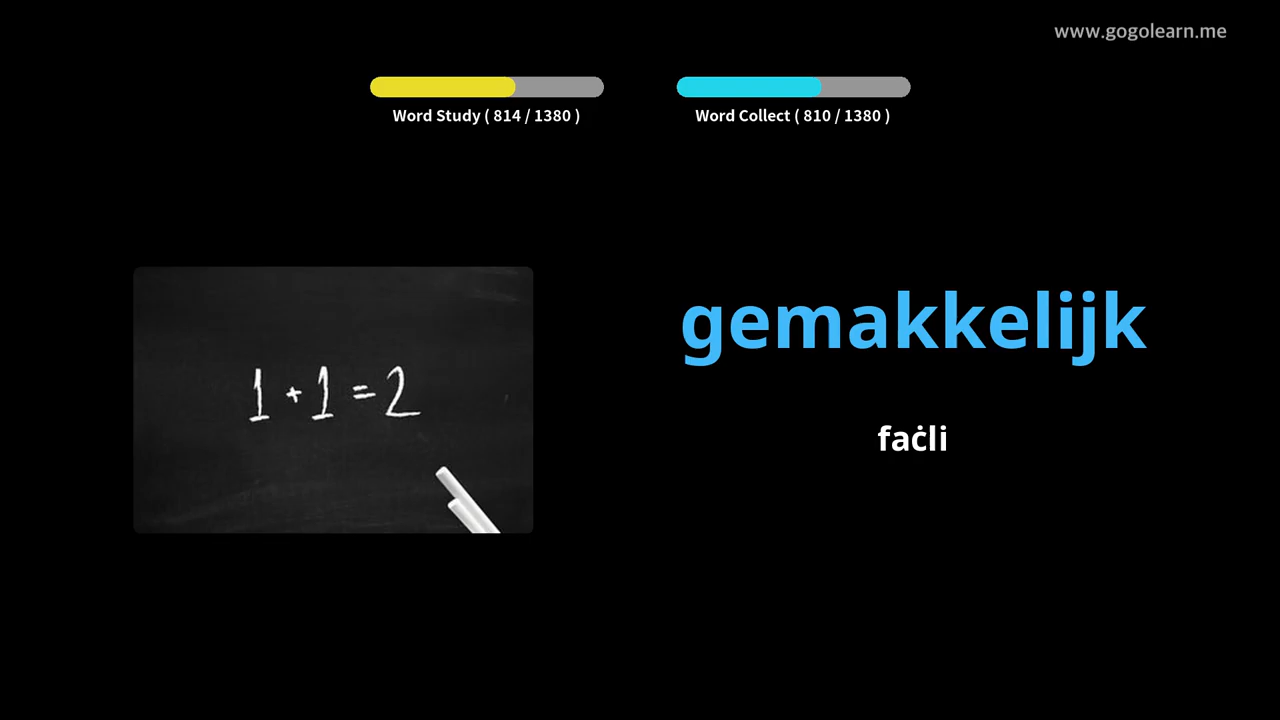 www.gogolearn.me
Word Study ( 814 / 1380 )
Word Collect ( 810 / 1380 )
1 + 1 = 2
gemakkelijk
faċli